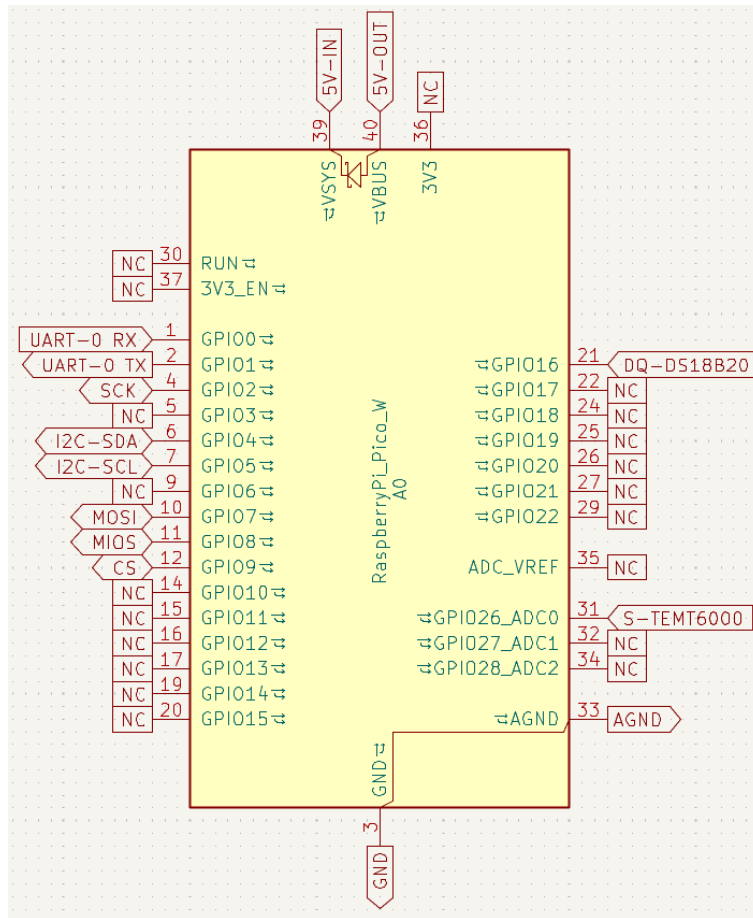 5V-IN 5V-OUT NC
39 40 36
VSYS VBUS 3V3
NC 30 RUN
NC 37 3V3_EN
UART-0 RX 1 GPIO0
UART-0 TX 2 GPIO1 GPIO16 21 DQ-DS18B20
SCK 4 GPIO2 GPIO17 22 NC
NC 5 GPIO3 GPIO18 24 NC
I2C-SDA 6 GPIO4 GPIO19 25 NC
I2C-SCL 7 GPIO5 GPIO20 26 NC
NC 9 GPIO6 GPIO21 27 NC
MOSI 10 GPIO7 GPIO22 29 NC
MIOS 11 GPIO8
CS 12 GPIO9 ADC_VREF 35 NC
NC 14 GPIO10
NC 15 GPIO11 GPIO26_ADC0 31 S-TEMT6000
NC 16 GPIO12 GPIO27_ADC1 32 NC
NC 17 GPIO13 GPIO28_ADC2 34 NC
NC 19 GPIO14
NC 20 GPIO15 AGND 33 AGND
RaspberryPi_Pico_W
A0
GND
3
GND